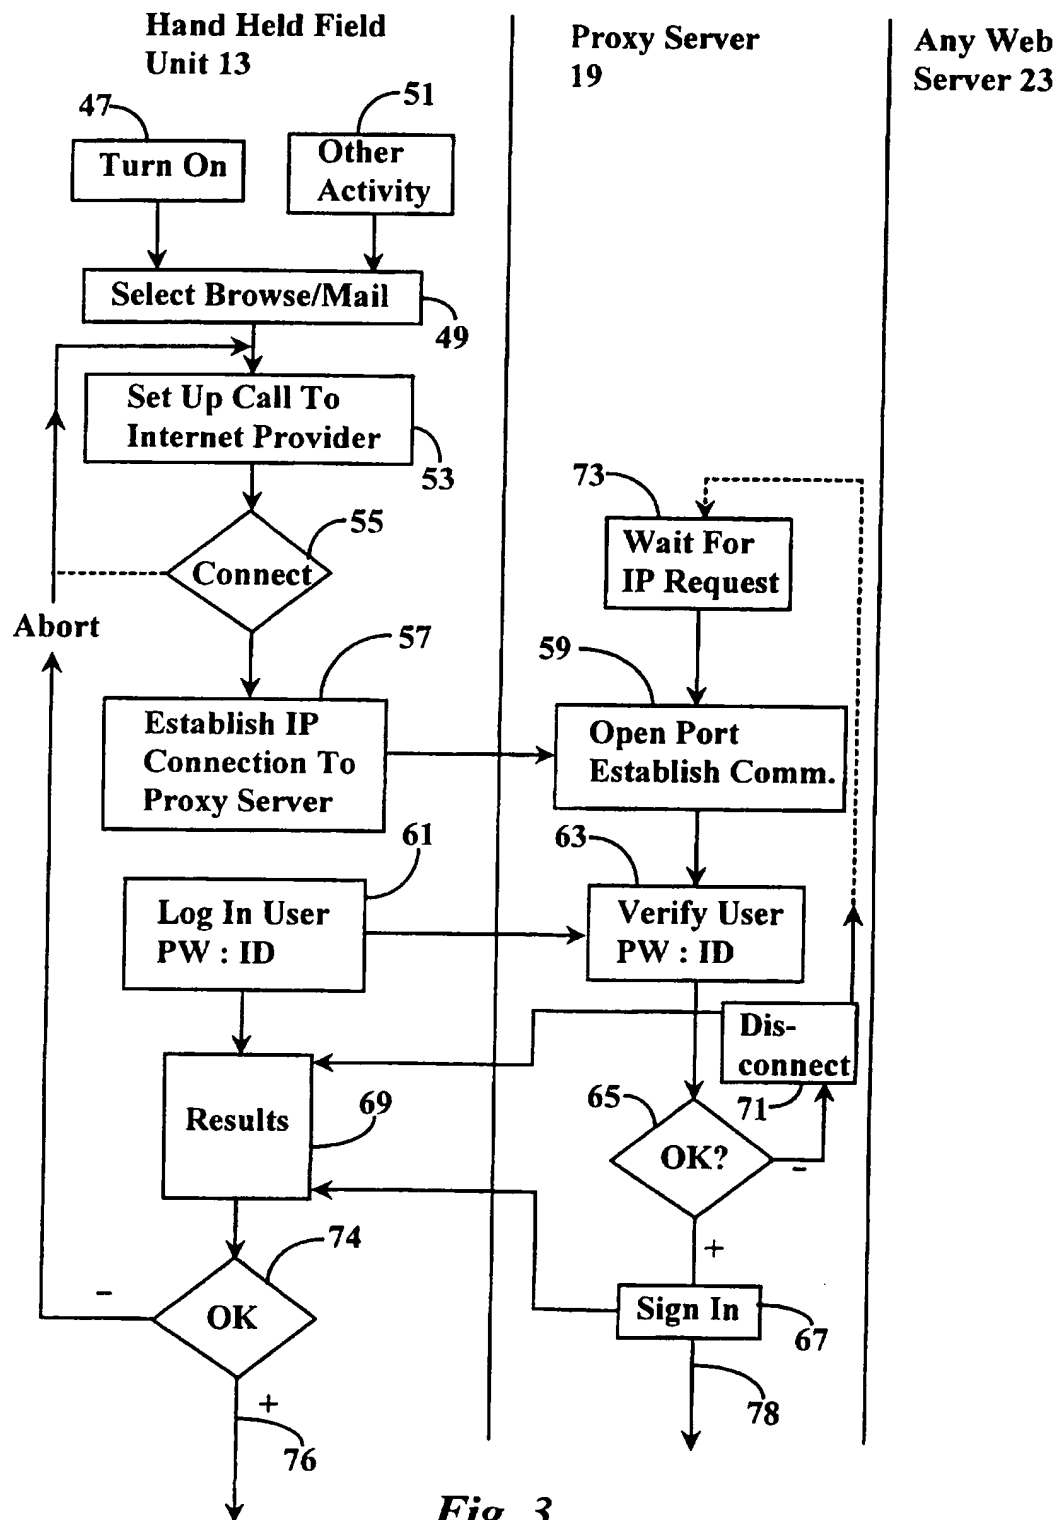 Hand Held Field
Unit 13
Proxy Server
19
Any Web
Server 23
47
51
Turn On
Other
Activity
Select Browse/Mail
49
Set Up Call To
Internet Provider
53
73
55
Wait For
IP Request
Connect
Abort
57
59
Establish IP
Connection To
Proxy Server
Open Port
Establish Comm.
61
63
Log In User
PW : ID
Verify User
PW : ID
Dis-
connect
71
65
69
Results
OK?
-
+
74
-
OK
Sign In
67
+
76
78
Fig. 3